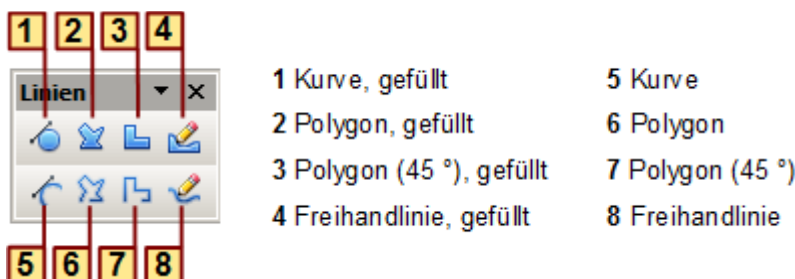 1 2 3 4
Linien
5 6 7 8
1 Kurve, gefüllt
2 Polygon, gefüllt
3 Polygon (45 °), gefüllt
4 Freihandlinie, gefüllt
5 Kurve
6 Polygon
7 Polygon (45 °)
8 Freihandlinie